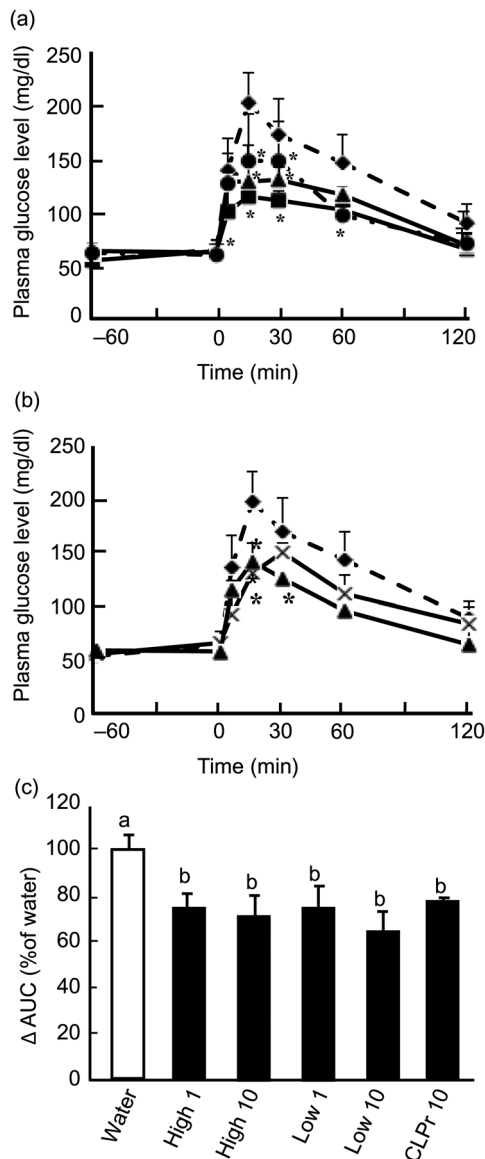 (a)
Plasma glucose level (mg/dl)
250
200
150
100
50
0
* * * * * * * *
–60 0 30 60 120
Time (min)
(b)
Plasma glucose level (mg/dl)
250
200
150
100
50
0
* * *
–60 0 30 60 120
Time (min)
(c)
Δ AUC (%of water)
120
100
80
60
40
20
0
a b b b b b
Water High 1 High 10 Low 1 Low 10 CLPr 10